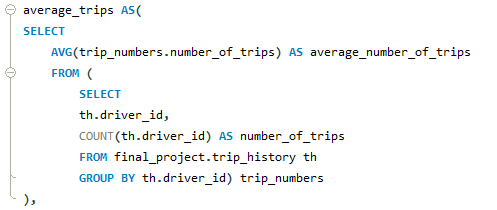 average_trips AS(
SELECT
AVG(trip_numbers.number_of_trips) AS average_number_of_trips
FROM (
SELECT
th.driver_id,
COUNT(th.driver_id) AS number_of_trips
FROM final_project.trip_history th
GROUP BY th.driver_id) trip_numbers
),